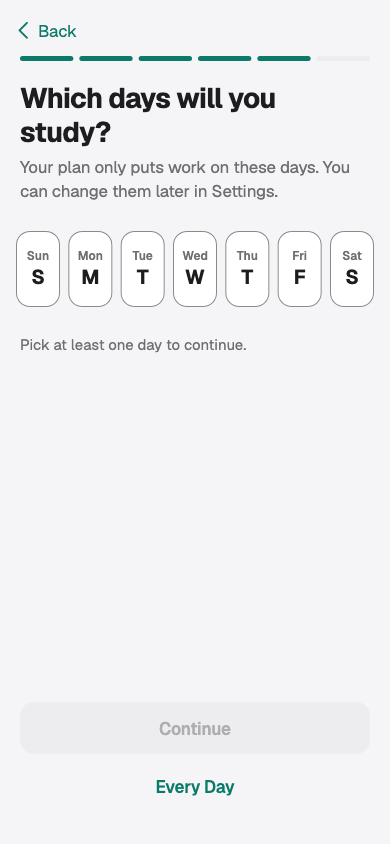 Back
Which days will you
study?
Your plan only puts work on these days. You
can change them later in Settings.
Sun Mon Tue Wed Thu Fri Sat
S M T W T F S
Pick at least one day to continue.
Continue
Every Day